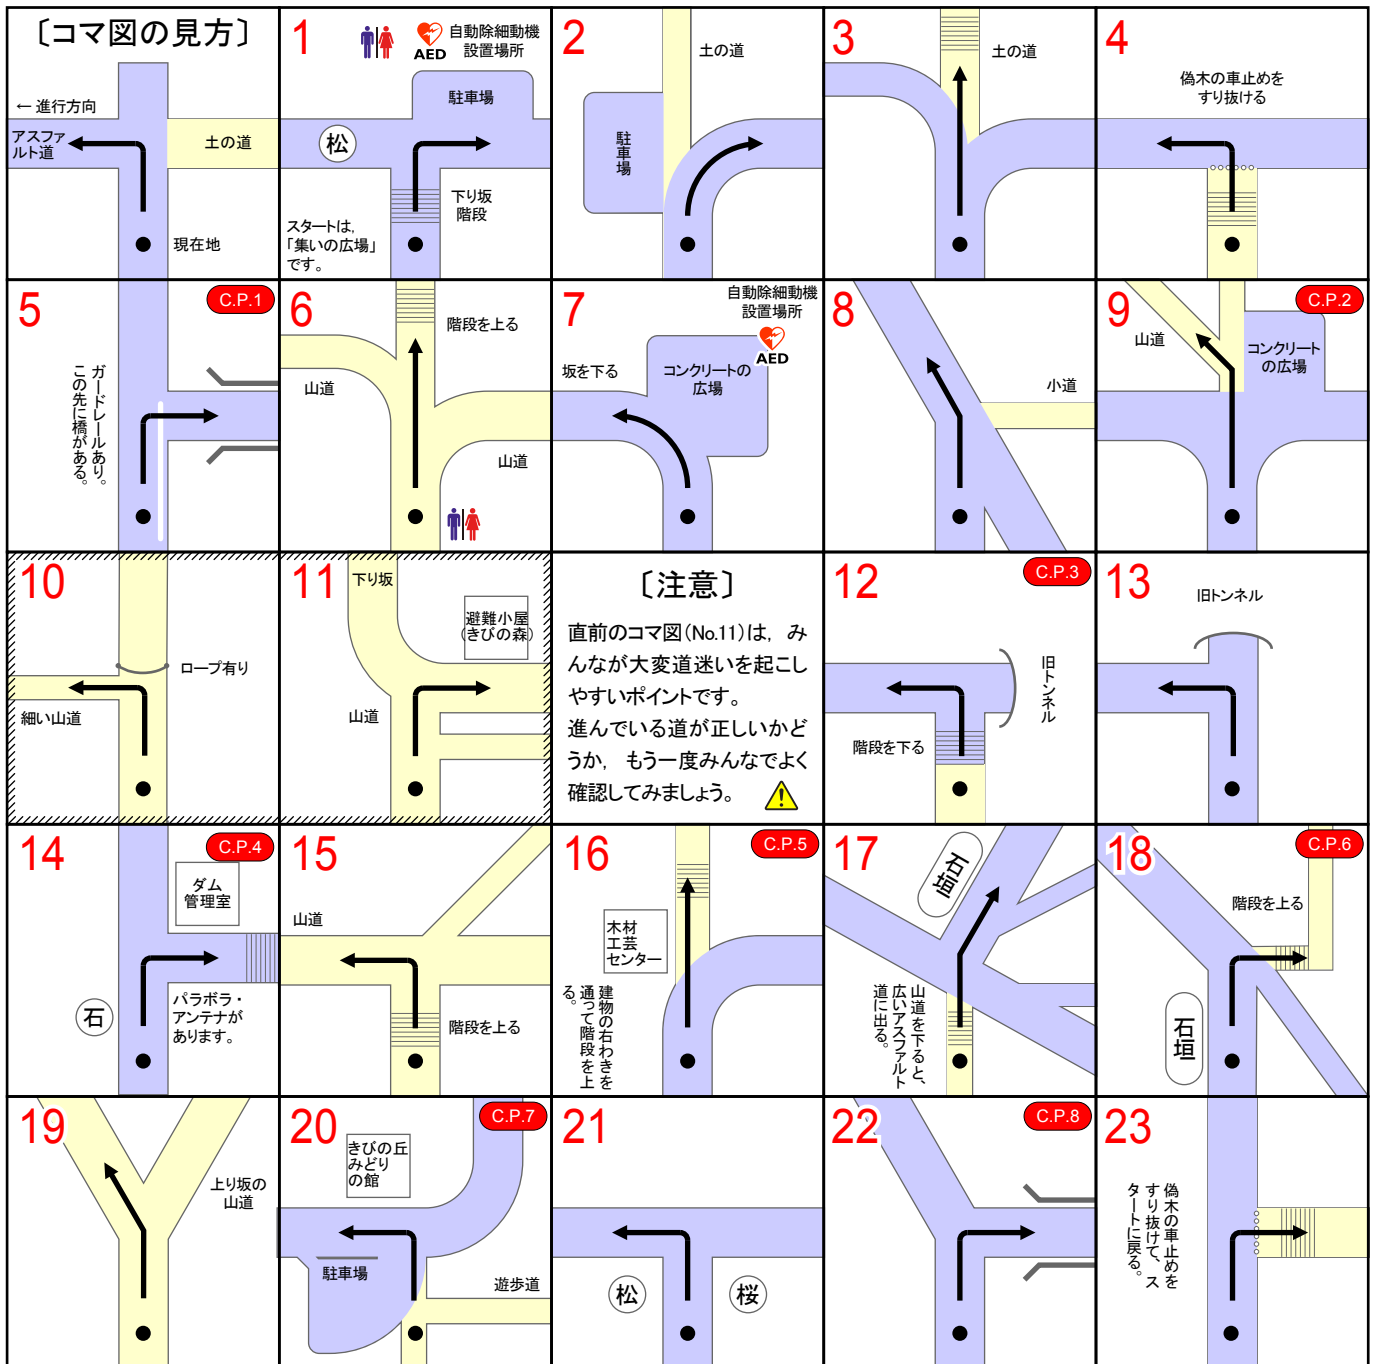 〔コマ図の見方〕
← 進行方向
アスファ
ルト道
土の道
現在地
1
自動除細動機
設置場所
AED
駐車場
松
下り坂
階段
スタートは,
「集いの広場」
です。
2
土の道
駐車場
3
土の道
4
偽木の車止めを
すり抜ける
5
C.P.1
ガードレールあり。
この先に橋がある。
6
階段を上る
山道
山道
7
自動除細動機
設置場所
AED
坂を下る
コンクリートの
広場
8
小道
9
C.P.2
山道
コンクリート
の広場
10
ロープ有り
細い山道
11
下り坂
避難小屋
(きびの森)
山道
〔注意〕
直前のコマ図(No.11)は, み
んなが大変道迷いを起こし
やすいポイントです。
進んでいる道が正しいかど
うか, もう一度みんなでよく
確認してみましょう。
12
C.P.3
旧トンネル
階段を下る
13
旧トンネル
14
C.P.4
ダム
管理室
石
パラボラ・
アンテナが
あります。
15
山道
階段を上る
16
C.P.5
木材
工芸
センター
建物の右わきを
通って階段を上
る。
17
石垣
山道を下ると、
広いアスファルト
道に出る。
18
C.P.6
階段を上る
石垣
19
上り坂の
山道
20
C.P.7
きびの丘
みどり
の館
駐車場
遊歩道
21
松
桜
22
C.P.8
23
偽木の車止めを
すり抜けて、ス
タートに戻る。